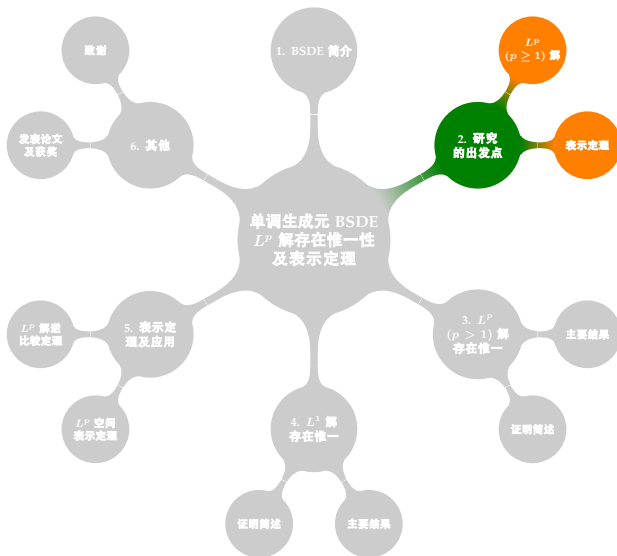 单调生成元 BSDE
L^p 解存在惟一性
及表示定理
1. BSDE 简介
2. 研究
的出发点
L^p
(p ≥ 1) 解
表示定理
3. L^p
(p > 1) 解
存在惟一
主要结果
证明简述
4. L^1 解
存在惟一
证明简述
主要结果
5. 表示定
理及应用
L^p 解逆
比较定理
L^p 空间
表示定理
6. 其他
致谢
发表论文
及获奖